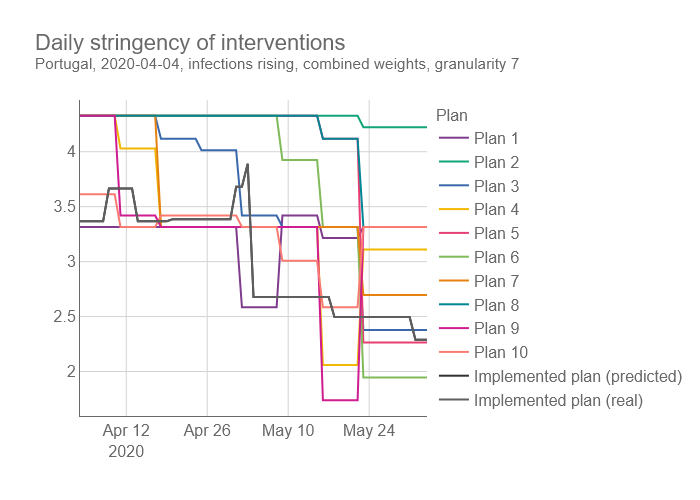 Daily stringency of interventions
Portugal, 2020-04-04, infections rising, combined weights, granularity 7
Plan
Plan 1
Plan 2
Plan 3
Plan 4
Plan 5
Plan 6
Plan 7
Plan 8
Plan 9
Plan 10
Implemented plan (predicted)
Implemented plan (real)
4
3.5
3
2.5
2
Apr 12
2020
Apr 26
May 10
May 24